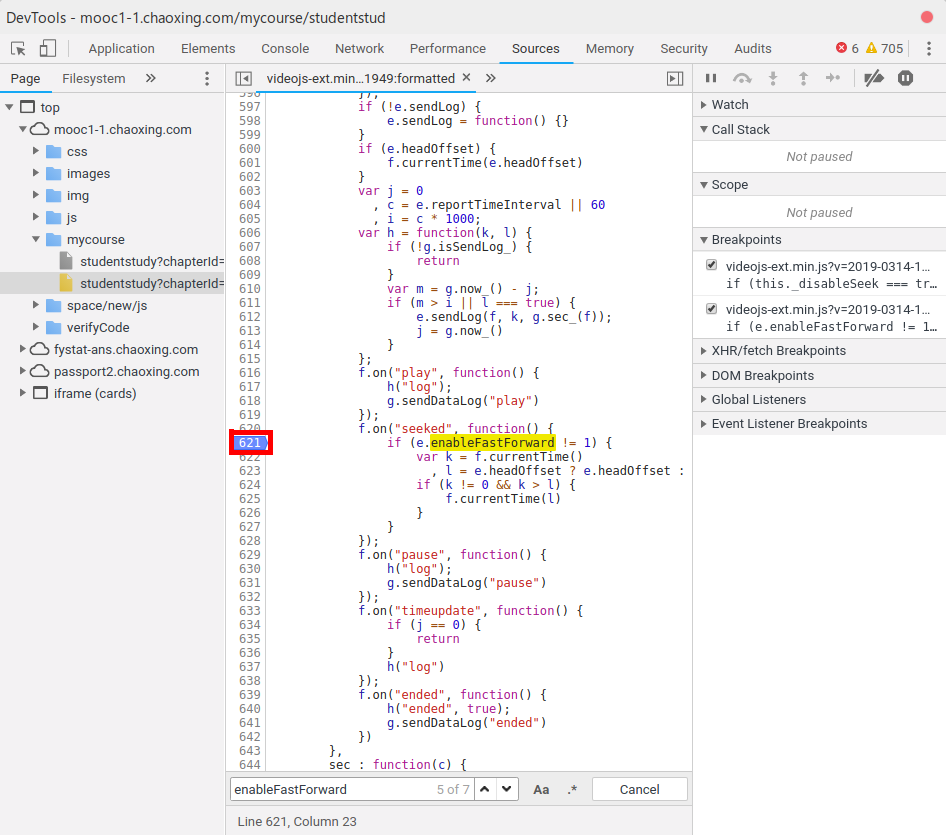 DevTools - mooc1-1.chaoxing.com/mycourse/studentstud
Application Elements Console Network Performance Sources Memory Security Audits 6 705
Page Filesystem »
videojs-ext.min...1949:formatted × »
top
mooc1-1.chaoxing.com
css
images
img
js
mycourse
studentstudy?chapterId=
studentstudy?chapterId=
space/new/js
verifyCode
fystat-ans.chaoxing.com
passport2.chaoxing.com
iframe (cards)
596 });
597 if (!e.sendLog) {
598 e.sendLog = function() {}
599 }
600 if (e.headOffset) {
601 f.currentTime(e.headOffset)
602 }
603 var j = 0
604 , c = e.reportTimeInterval || 60
605 , i = c * 1000;
606 var h = function(k, l) {
607 if (!g.isSendLog_) {
608 return
609 }
610 var m = g.now_() - j;
611 if (m > i || l === true) {
612 e.sendLog(f, k, g.sec_(f));
613 j = g.now_()
614 }
615 };
616 f.on("play", function() {
617 h("log");
618 g.sendDataLog("play")
619 });
620 f.on("seeked", function() {
621 if (e.enableFastForward != 1) {
622 var k = f.currentTime()
623 , l = e.headOffset ? e.headOffset :
624 if (k != 0 && k > l) {
625 f.currentTime(l)
626 }
627 }
628 });
629 f.on("pause", function() {
630 h("log");
631 g.sendDataLog("pause")
632 });
633 f.on("timeupdate", function() {
634 if (j == 0) {
635 return
636 }
637 h("log")
638 });
639 f.on("ended", function() {
640 h("ended", true);
641 g.sendDataLog("ended")
642 })
643 },
644 sec : function(c) {
enableFastForward 5 of 7 Aa .* Cancel
Line 621, Column 23
Watch
Call Stack
Not paused
Scope
Not paused
Breakpoints
videojs-ext.min.js?v=2019-0314-1...
if (this._disableSeek === tr...
videojs-ext.min.js?v=2019-0314-1...
if (e.enableFastForward != 1...
XHR/fetch Breakpoints
DOM Breakpoints
Global Listeners
Event Listener Breakpoints